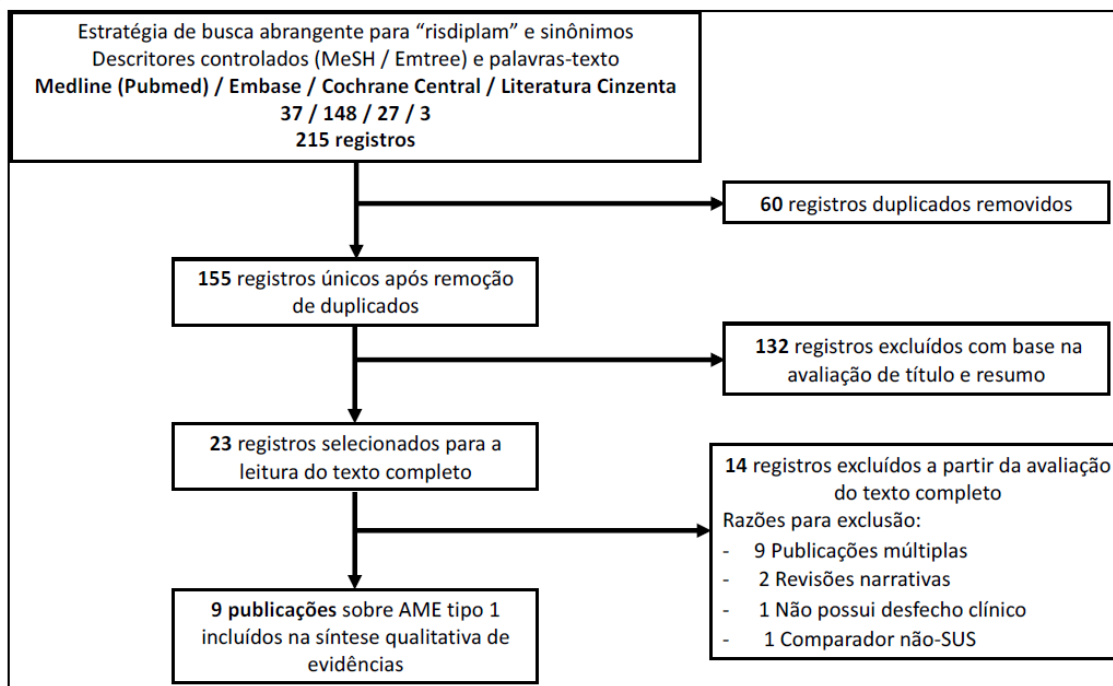 Estratégia de busca abrangente para “risdiplam” e sinônimos
Descritores controlados (MeSH / Emtree) e palavras-texto
Medline (Pubmed) / Embase / Cochrane Central / Literatura Cinzenta
37 / 148 / 27 / 3
215 registros
60 registros duplicados removidos
155 registros únicos após remoção
de duplicados
132 registros excluídos com base na
avaliação de título e resumo
23 registros selecionados para a
leitura do texto completo
14 registros excluídos a partir da avaliação
do texto completo
Razões para exclusão:
- 9 Publicações múltiplas
- 2 Revisões narrativas
- 1 Não possui desfecho clínico
- 1 Comparador não-SUS
9 publicações sobre AME tipo 1
incluídos na síntese qualitativa de
evidências